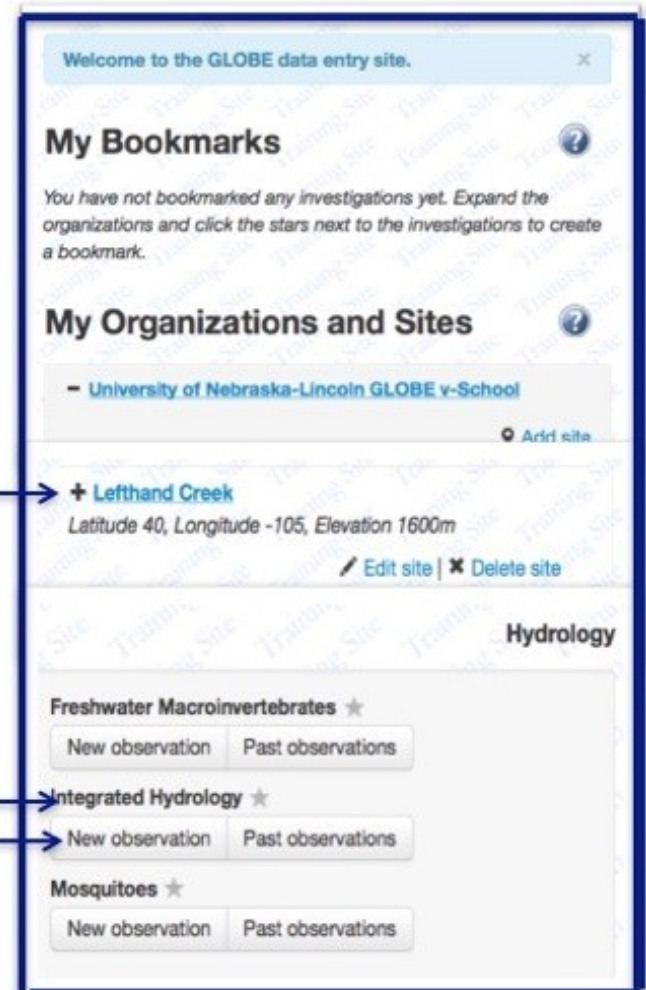 Welcome to the GLOBE data entry site. ×
My Bookmarks ?
You have not bookmarked any investigations yet. Expand the
organizations and click the stars next to the investigations to create
a bookmark.
My Organizations and Sites ?
– University of Nebraska-Lincoln GLOBE v-School
Add site
+ Lefthand Creek
Latitude 40, Longitude -105, Elevation 1600m
Edit site | ✖ Delete site
Hydrology
Freshwater Macroinvertebrates ★
New observation Past observations
Integrated Hydrology ★
New observation Past observations
Mosquitoes ★
New observation Past observations
Training Site